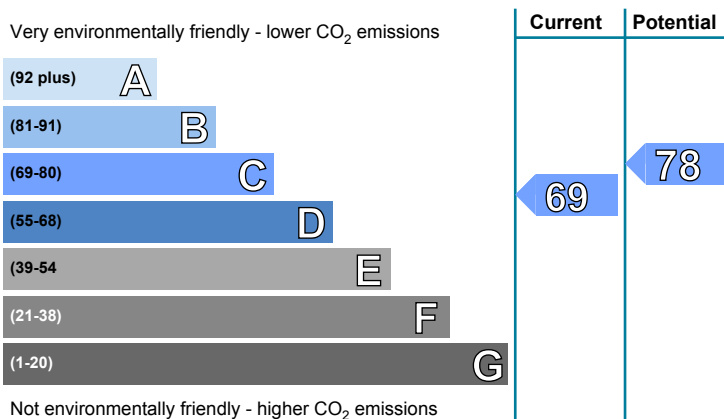 Current Potential
Very environmentally friendly - lower CO2 emissions
(92 plus) A
(81-91) B
(69-80) C
78
69
(55-68) D
(39-54 E
(21-38) F
(1-20) G
Not environmentally friendly - higher CO2 emissions